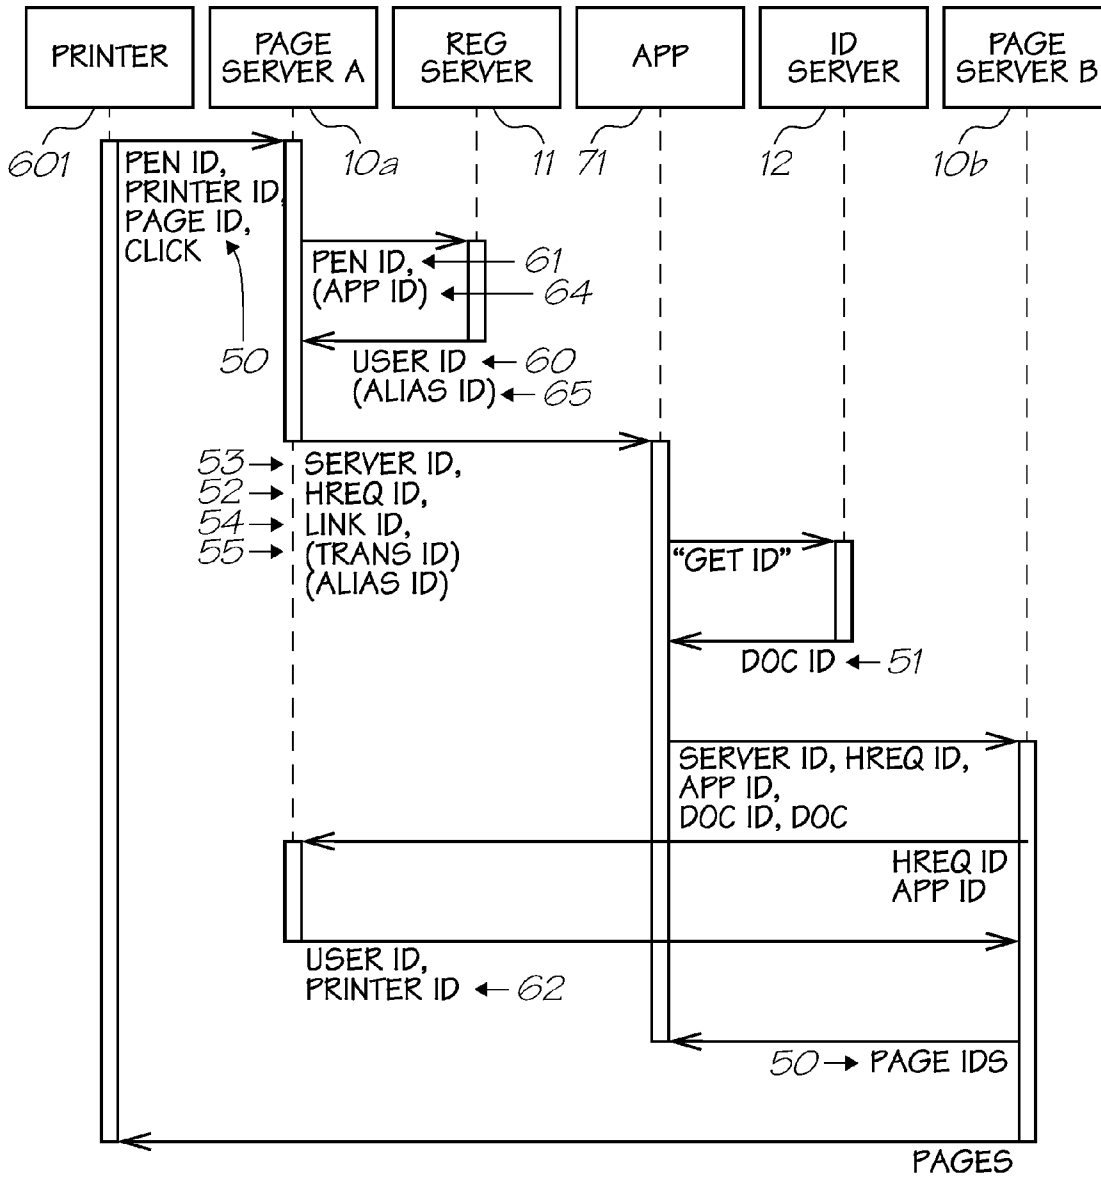 PRINTER
PAGE
SERVER A
REG
SERVER
APP
ID
SERVER
PAGE
SERVER B
601
10a
11
71
12
10b
PEN ID,
PRINTER ID,
PAGE ID,
CLICK
50
PEN ID,
61
(APP ID)
64
USER ID
60
(ALIAS ID)
65
53
SERVER ID,
52
HREQ ID,
54
LINK ID,
55
(TRANS ID)
(ALIAS ID)
“GET ID”
DOC ID
51
SERVER ID, HREQ ID,
APP ID,
DOC ID, DOC
HREQ ID
APP ID
USER ID,
PRINTER ID
62
50
PAGE IDS
PAGES